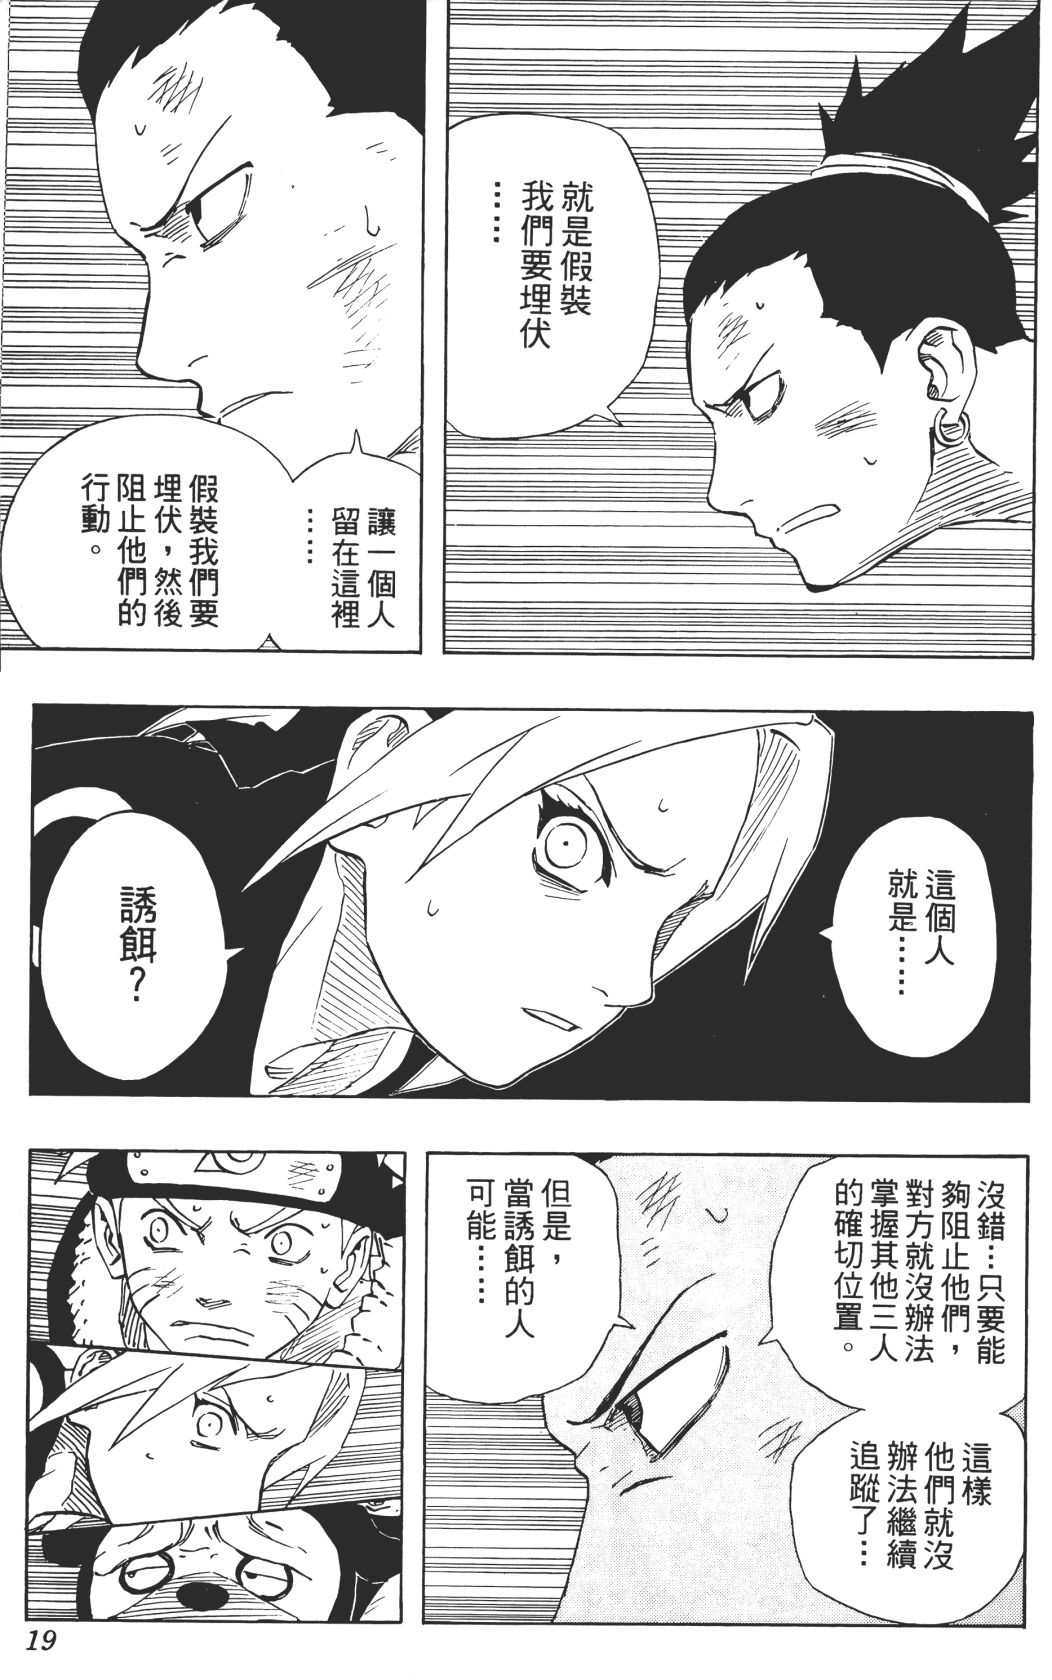 就是假裝
我們要埋伏
……
讓一個人
留在這裡
……
假裝我們要
埋伏，然後
阻止他們的
行動。
這個人
就是……
誘餌？
沒錯…只要能
夠阻止他們，
對方就沒辦法
掌握其他三人
的確切位置。
這樣
他們就沒
辦法繼續
追蹤了…
但是，
當誘餌的人
可能……
19